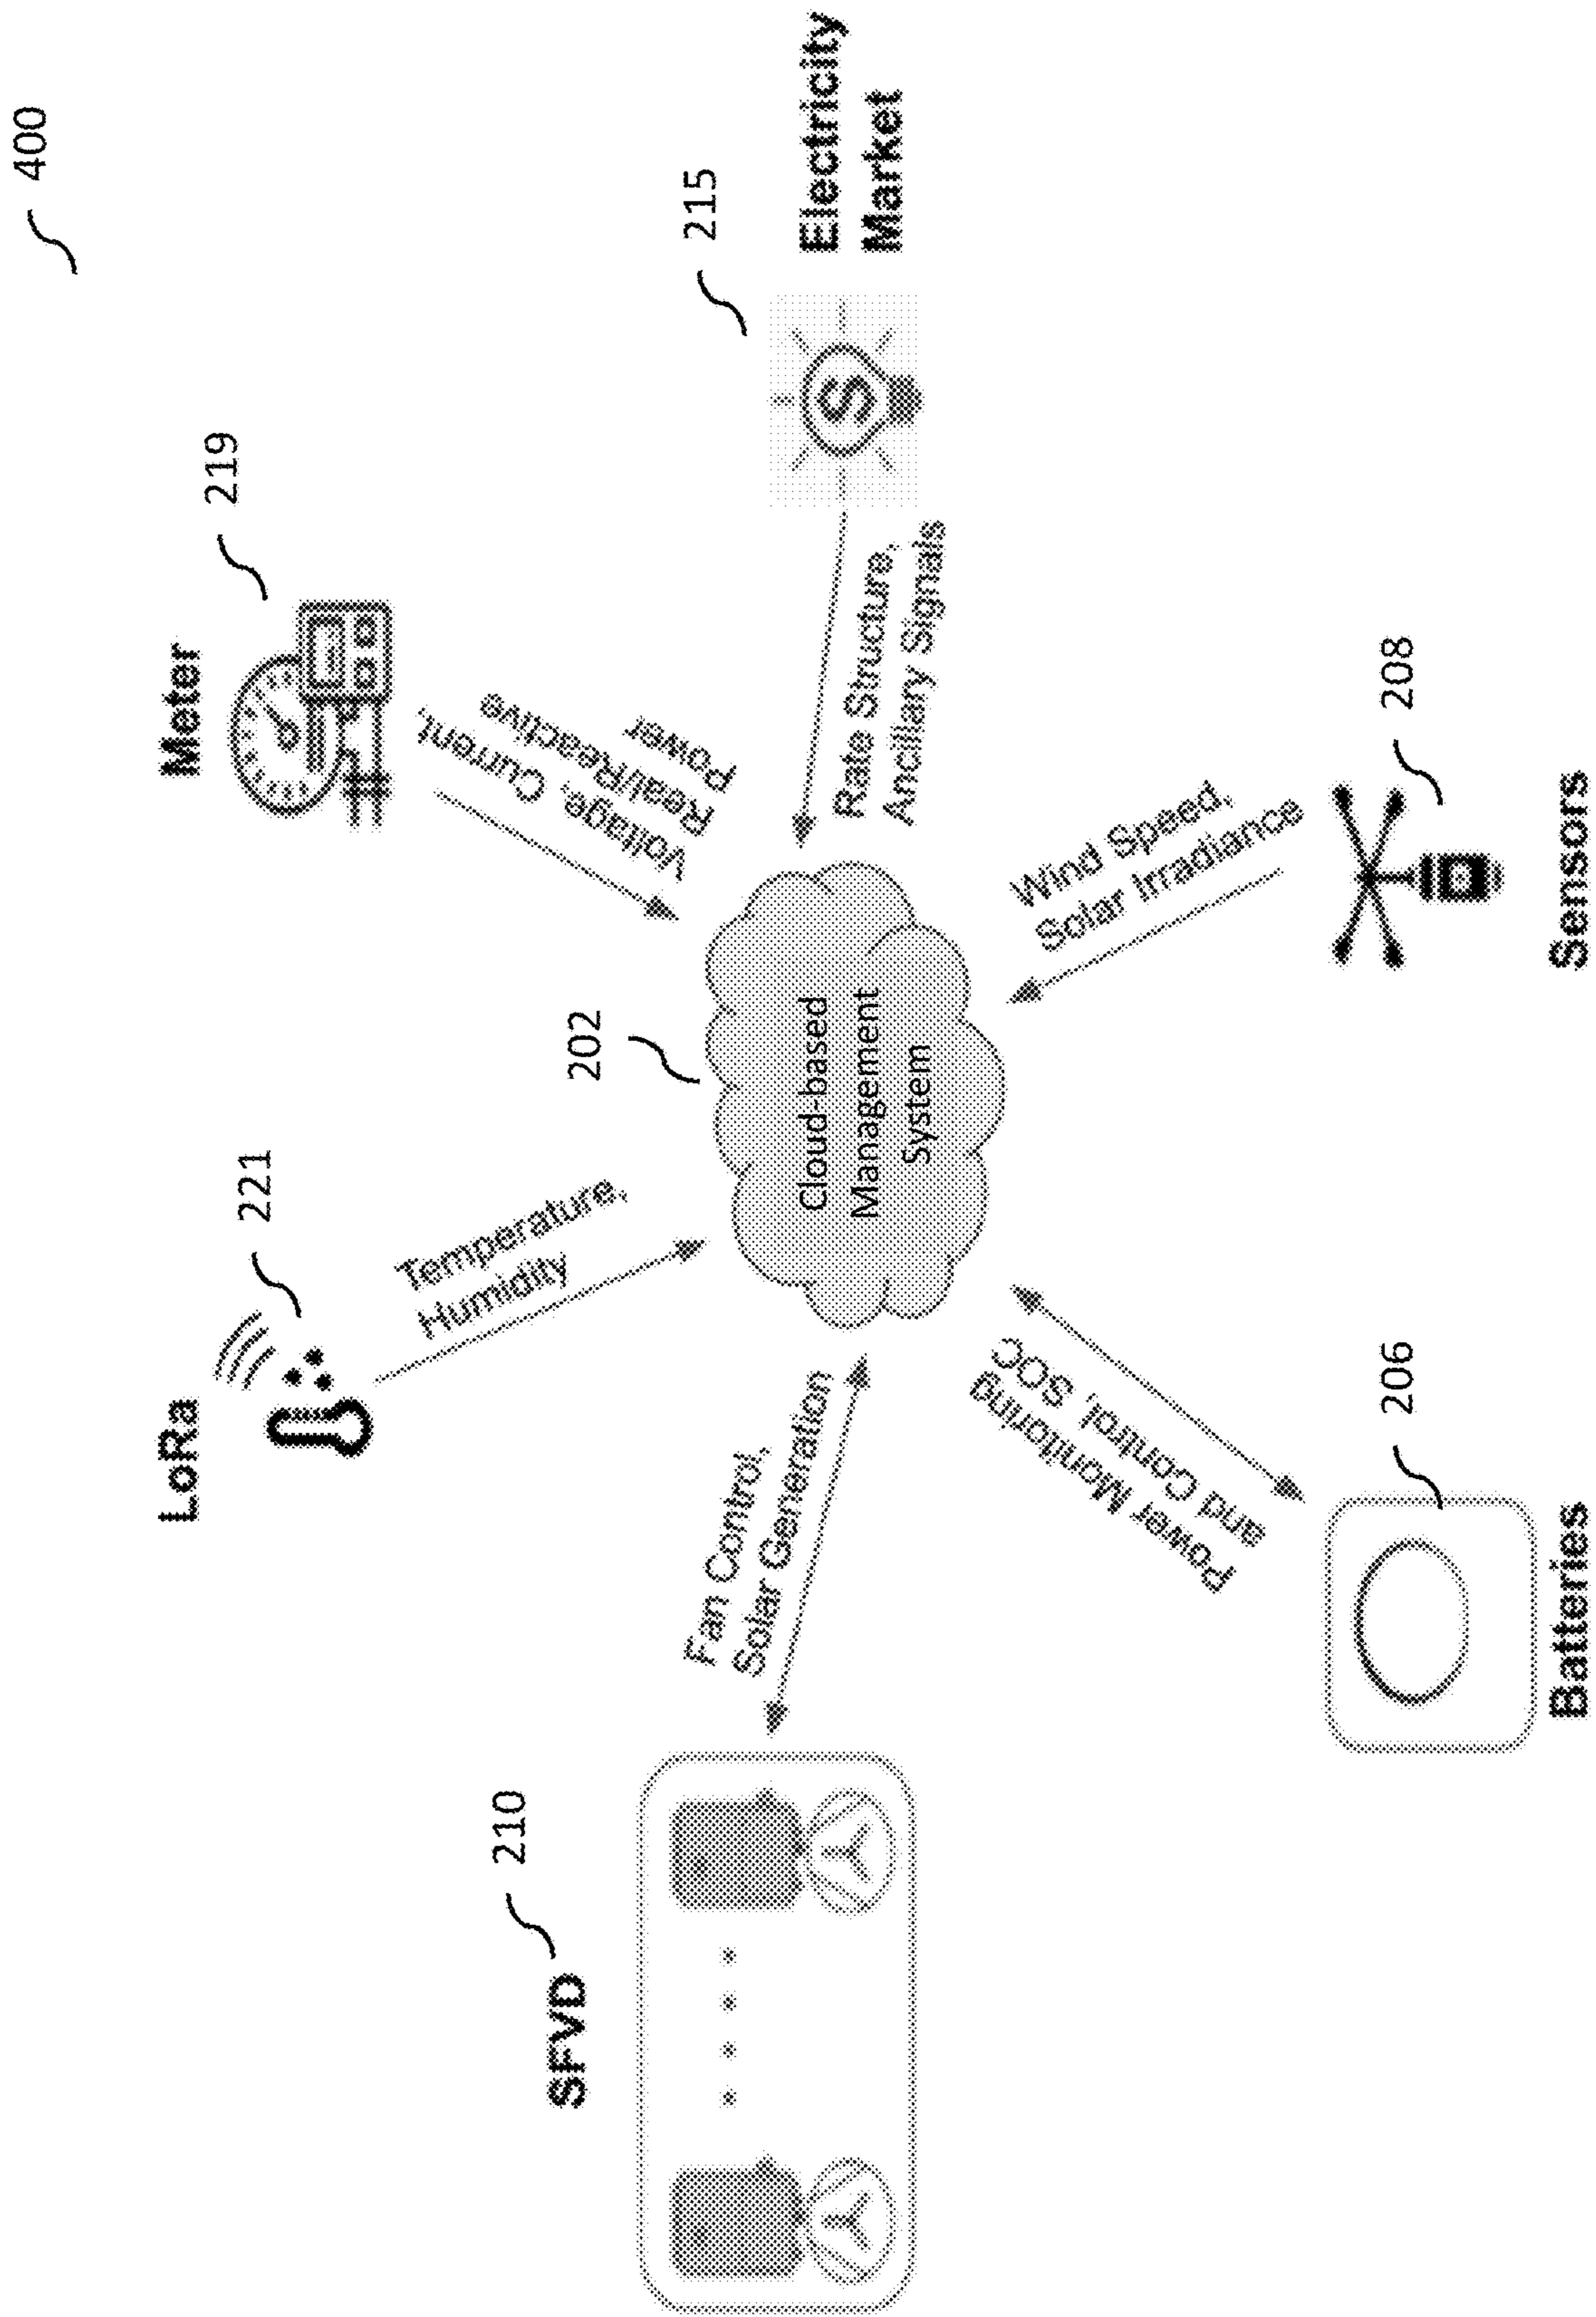 400
LoRa
221
Meter
219
Temperature,
Humidity
Voltage, Current,
Real/Reactive
Power
SFVD
210
202
215
Fan Control,
Solar Generation
Cloud-based
Management
System
Rate Structure,
Ancillary Signals
S
Electricity
Market
Power Monitoring
and Control, SOC
Wind Speed,
Solar Irradiance
206
208
Batteries
Sensors